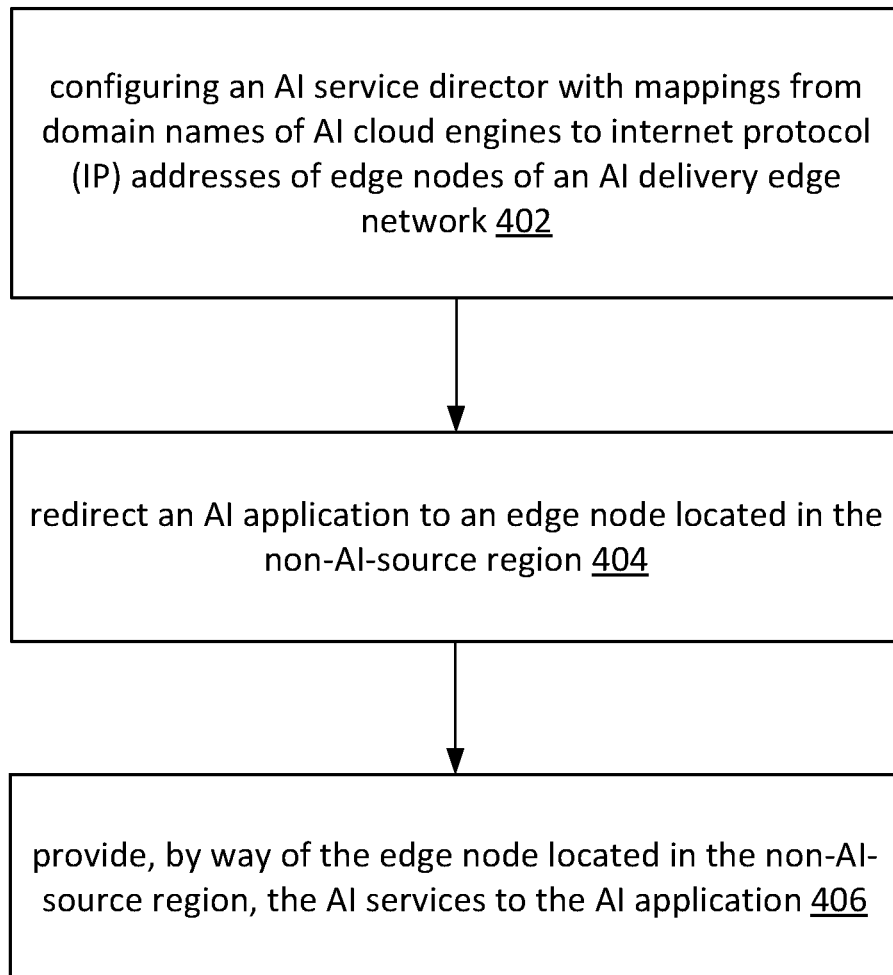 configuring an AI service director with mappings from
domain names of AI cloud engines to internet protocol
(IP) addresses of edge nodes of an AI delivery edge
network 402
redirect an AI application to an edge node located in the
non-AI-source region 404
provide, by way of the edge node located in the non-AI-
source region, the AI services to the AI application 406